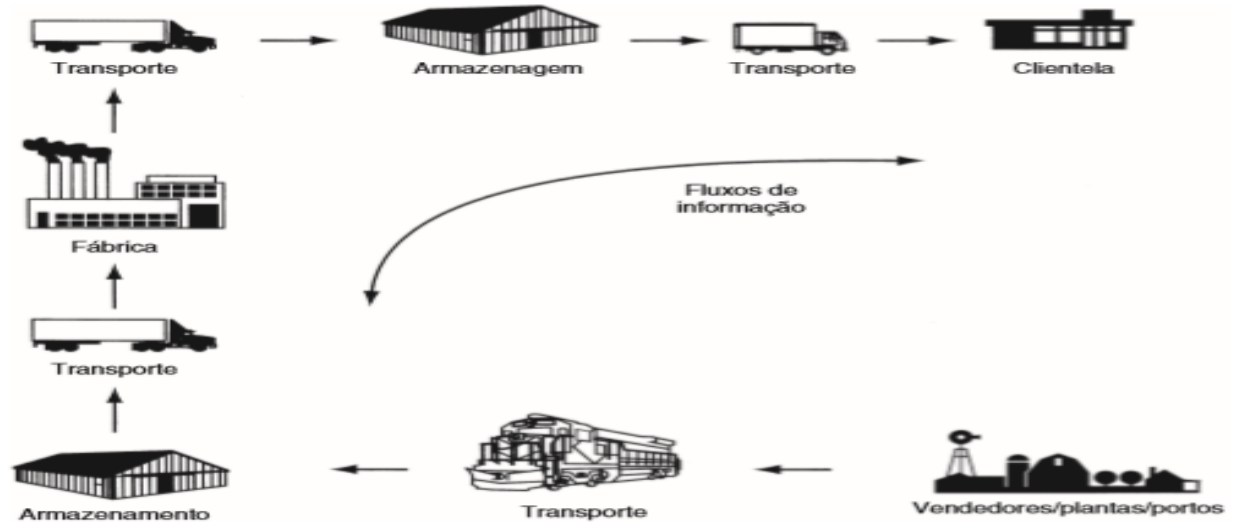 Transporte
Armazenagem
Transporte
Clientela
Fluxos de
informação
Fábrica
Transporte
Armazenamento
Transporte
Vendedores/plantas/portos